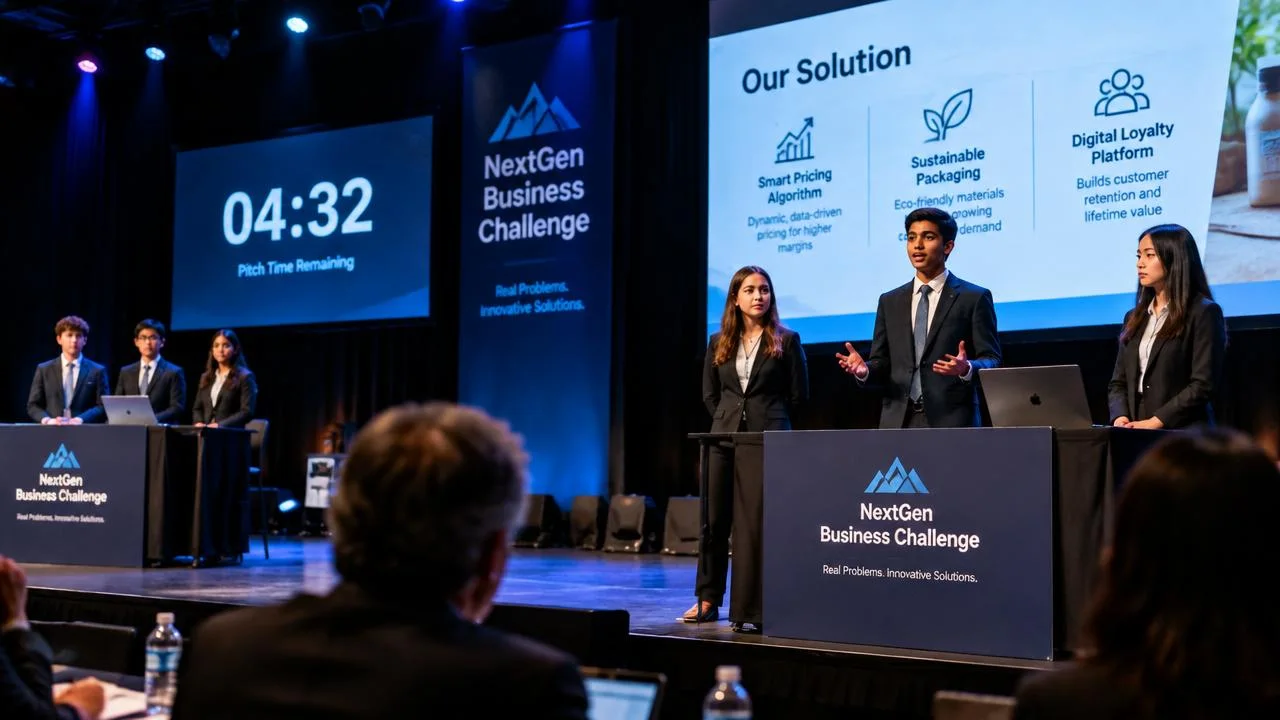 04:32
Pitch Time Remaining
NextGen
Business
Challenge
Real Problems.
Innovative Solutions.
Our Solution
Smart Pricing
Algorithm
Dynamic, data-driven
pricing for higher
margins
Sustainable
Packaging
Eco-friendly materials
growing
demand
Digital Loyalty
Platform
Builds customer
retention and
lifetime value
NextGen
Business Challenge
Real Problems. Innovative Solutions.
NextGen
Business Challenge
Real Problems. Innovative Solutions.